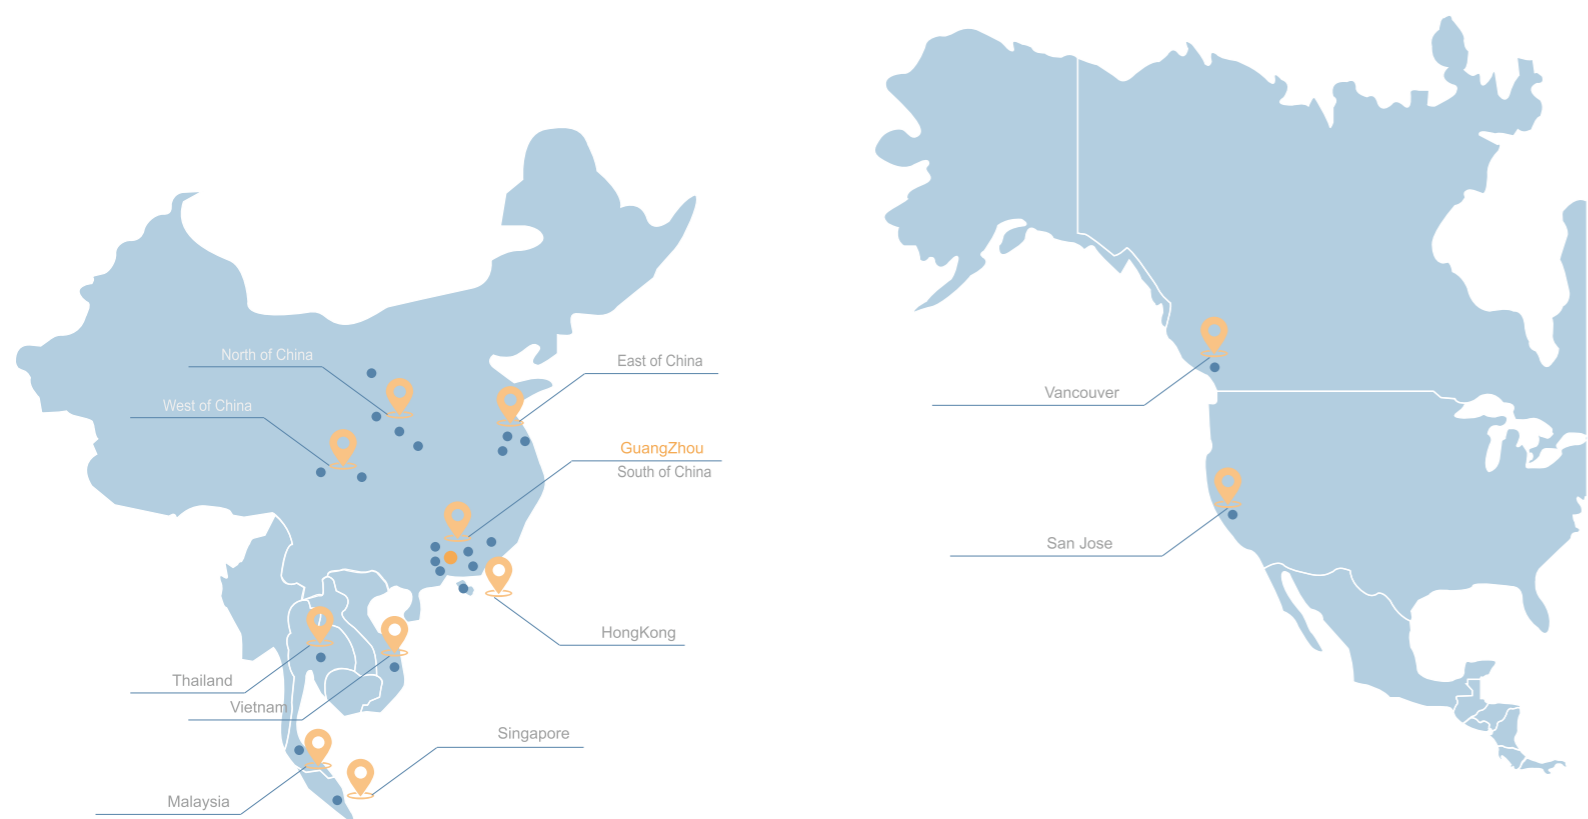 North of China
West of China
East of China
GuangZhou
South of China
HongKong
Thailand
Vietnam
Singapore
Malaysia
Vancouver
San Jose